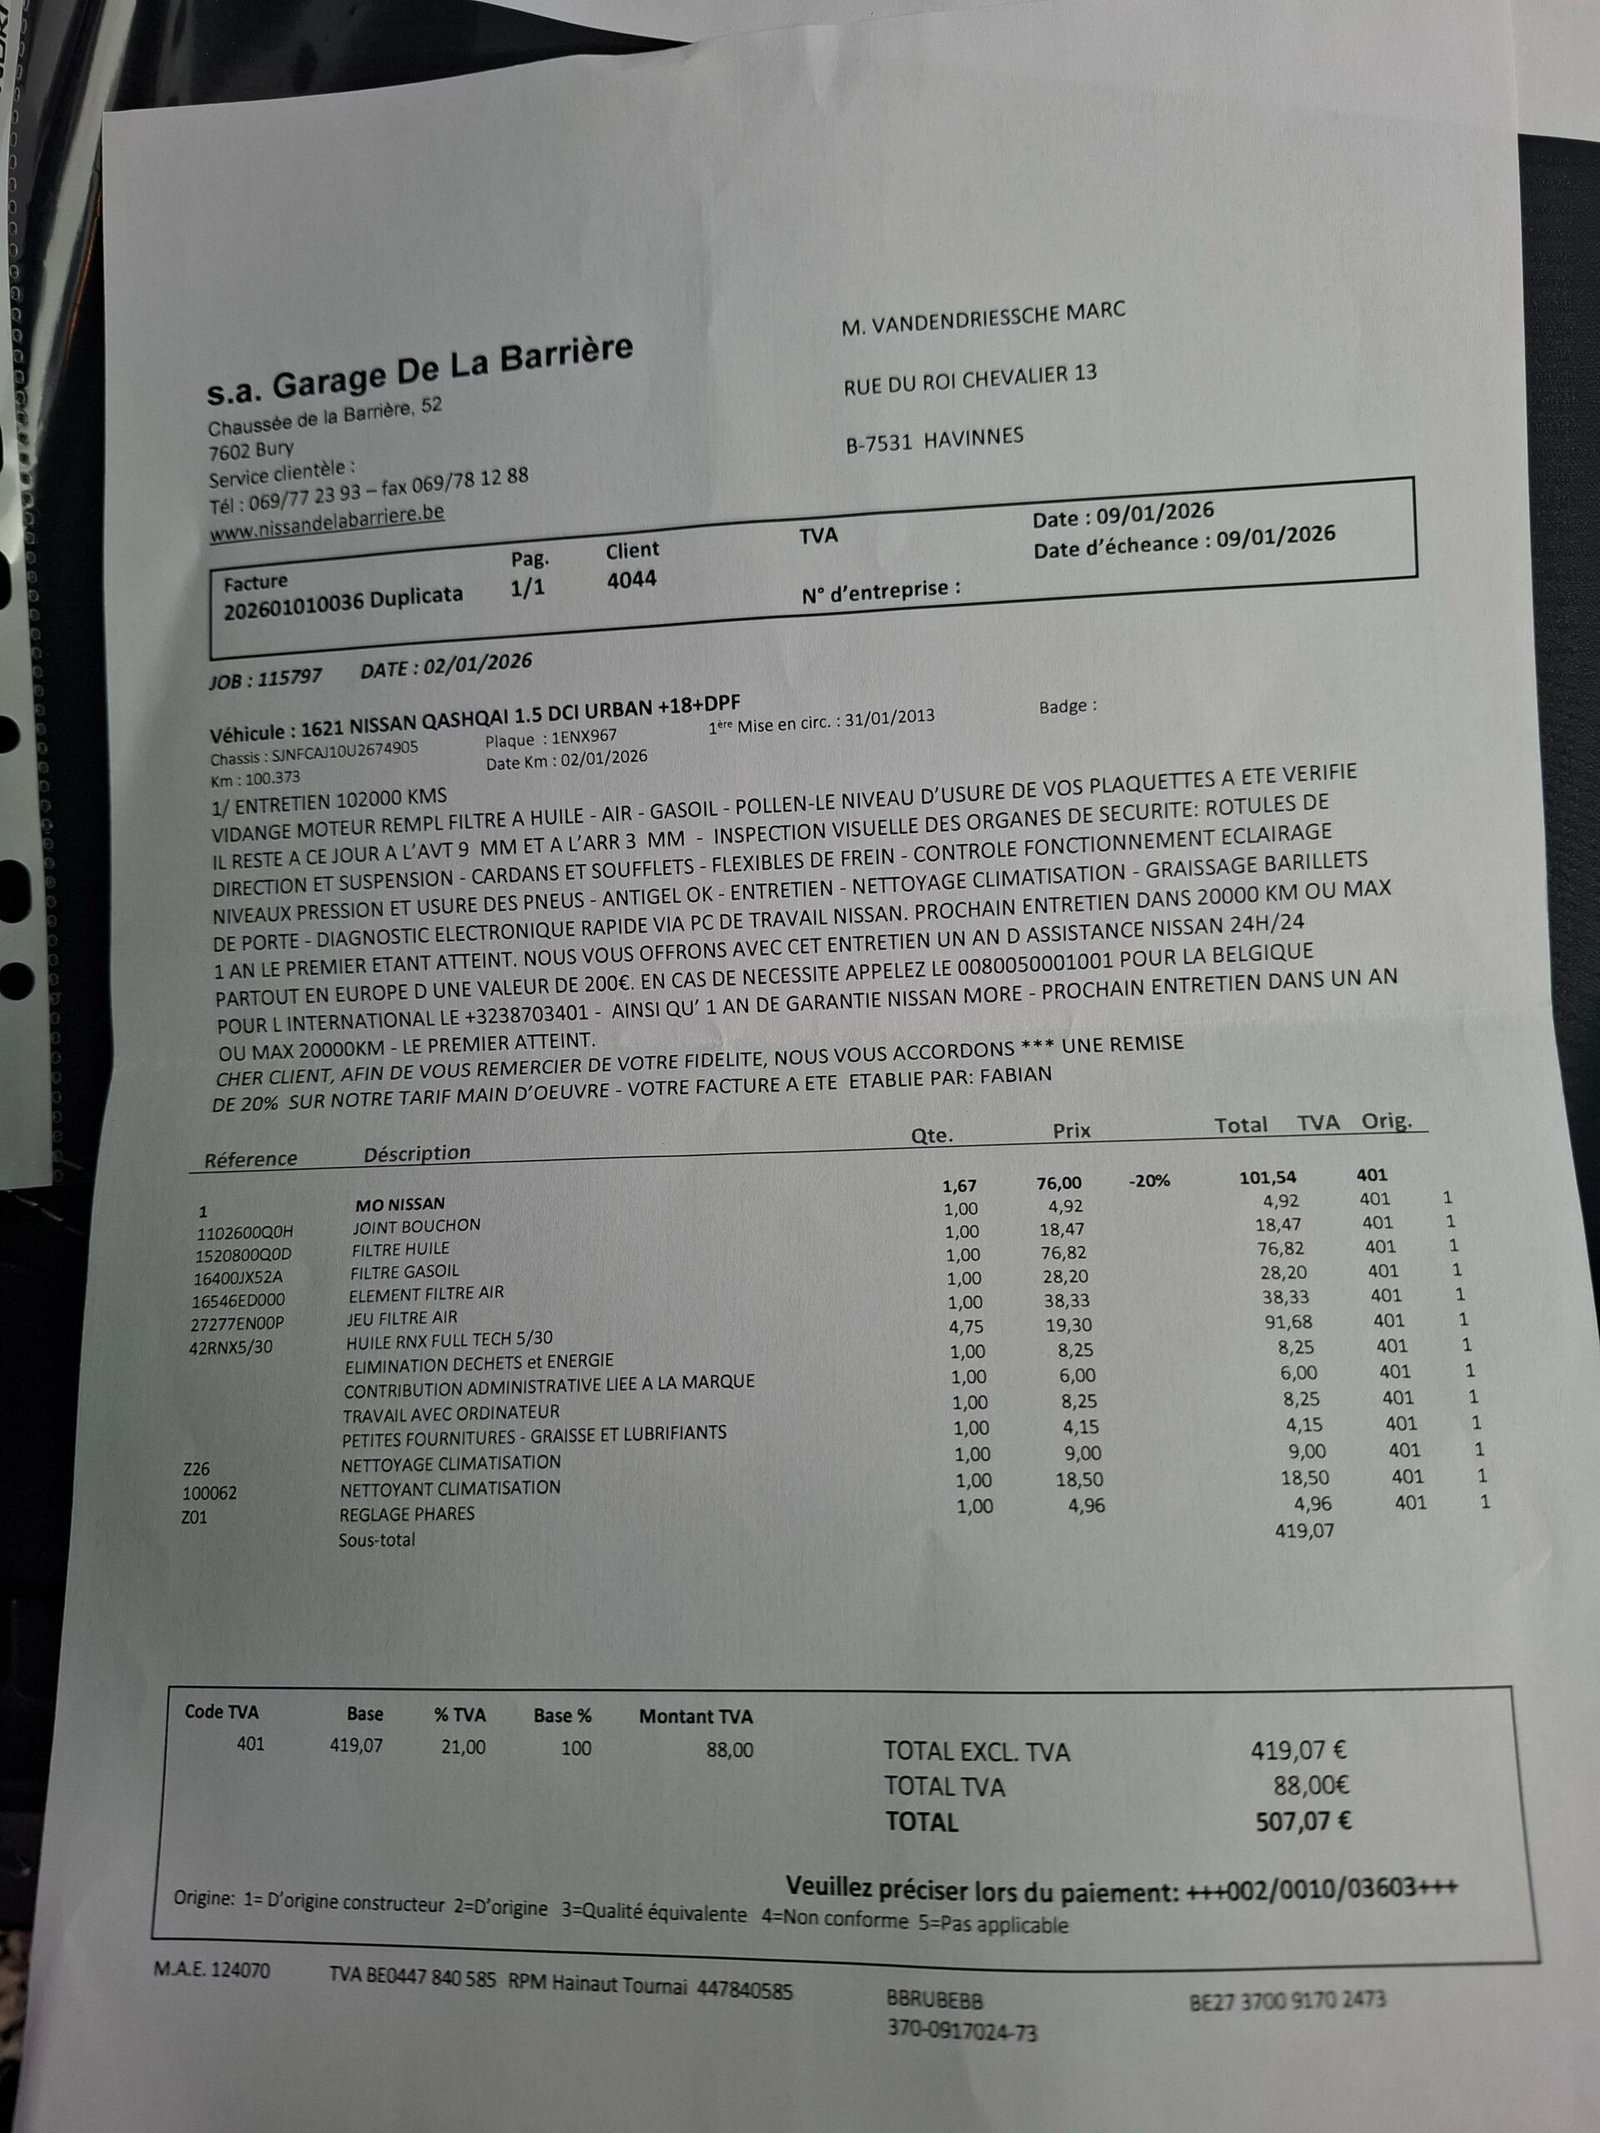 s.a. Garage De La Barrière
Chaussée de la Barrière, 52
7602 Bury
Service clientèle :
Tél : 069/77 23 93 – fax 069/78 12 88
www.nissandelabarriere.be
M. VANDENDRIESSCHE MARC
RUE DU ROI CHEVALIER 13
B-7531 HAVINNES
Facture Pag. Client TVA Date : 09/01/2026
202601010036 Duplicata 1/1 4044 N° d'entreprise : Date d'écheance : 09/01/2026
JOB : 115797 DATE : 02/01/2026
Véhicule : 1621 NISSAN QASHQAI 1.5 DCI URBAN +18+DPF
Chassis : SJNFCAJ10U2674905 Plaque : 1ENX967 1ère Mise en circ. : 31/01/2013 Badge :
Km : 100.373 Date Km : 02/01/2026
1/ ENTRETIEN 102000 KMS
VIDANGE MOTEUR REMPL FILTRE A HUILE - AIR - GASOIL - POLLEN-LE NIVEAU D'USURE DE VOS PLAQUETTES A ETE VERIFIE
IL RESTE A CE JOUR A L'AVT 9 MM ET A L'ARR 3 MM - INSPECTION VISUELLE DES ORGANES DE SECURITE: ROTULES DE
DIRECTION ET SUSPENSION - CARDANS ET SOUFFLETS - FLEXIBLES DE FREIN - CONTROLE FONCTIONNEMENT ECLAIRAGE
NIVEAUX PRESSION ET USURE DES PNEUS - ANTIGEL OK - ENTRETIEN - NETTOYAGE CLIMATISATION - GRAISSAGE BARILLETS
DE PORTE - DIAGNOSTIC ELECTRONIQUE RAPIDE VIA PC DE TRAVAIL NISSAN. PROCHAIN ENTRETIEN DANS 20000 KM OU MAX
1 AN LE PREMIER ETANT ATTEINT. NOUS VOUS OFFRONS AVEC CET ENTRETIEN UN AN D ASSISTANCE NISSAN 24H/24
PARTOUT EN EUROPE D UNE VALEUR DE 200€. EN CAS DE NECESSITE APPELEZ LE 0080050001001 POUR LA BELGIQUE
POUR L INTERNATIONAL LE +3238703401 - AINSI QU' 1 AN DE GARANTIE NISSAN MORE - PROCHAIN ENTRETIEN DANS UN AN
OU MAX 20000KM - LE PREMIER ATTEINT.
CHER CLIENT, AFIN DE VOUS REMERCIER DE VOTRE FIDELITE, NOUS VOUS ACCORDONS *** UNE REMISE
DE 20% SUR NOTRE TARIF MAIN D'OEUVRE - VOTRE FACTURE A ETE ETABLIE PAR: FABIAN
Réference Déscription Qte. Prix Total TVA Orig.
1 MO NISSAN 1,67 76,00 -20% 101,54 401
1102600Q0H JOINT BOUCHON 1,00 4,92 4,92 401 1
1520800Q0D FILTRE HUILE 1,00 18,47 18,47 401 1
16400JX52A FILTRE GASOIL 1,00 76,82 76,82 401 1
16546ED000 ELEMENT FILTRE AIR 1,00 28,20 28,20 401 1
27277EN00P JEU FILTRE AIR 1,00 38,33 38,33 401 1
42RNX5/30 HUILE RNX FULL TECH 5/30 4,75 19,30 91,68 401 1
ELIMINATION DECHETS et ENERGIE 1,00 8,25 8,25 401 1
CONTRIBUTION ADMINISTRATIVE LIEE A LA MARQUE 1,00 6,00 6,00 401 1
TRAVAIL AVEC ORDINATEUR 1,00 8,25 8,25 401 1
PETITES FOURNITURES - GRAISSE ET LUBRIFIANTS 1,00 4,15 4,15 401 1
Z26 NETTOYAGE CLIMATISATION 1,00 9,00 9,00 401 1
100062 NETTOYANT CLIMATISATION 1,00 18,50 18,50 401 1
Z01 REGLAGE PHARES 1,00 4,96 4,96 401 1
Sous-total 419,07
Code TVA Base % TVA Base % Montant TVA
401 419,07 21,00 100 88,00
TOTAL EXCL. TVA 419,07 €
TOTAL TVA 88,00€
TOTAL 507,07 €
Veuillez préciser lors du paiement: +++002/0010/03603+++
Origine: 1= D'origine constructeur 2=D'origine 3=Qualité équivalente 4=Non conforme 5=Pas applicable
M.A.E. 124070 TVA BE0447 840 585 RPM Hainaut Tournai 447840585 BBRUBEBB BE27 3700 9170 2473
370-0917024-73